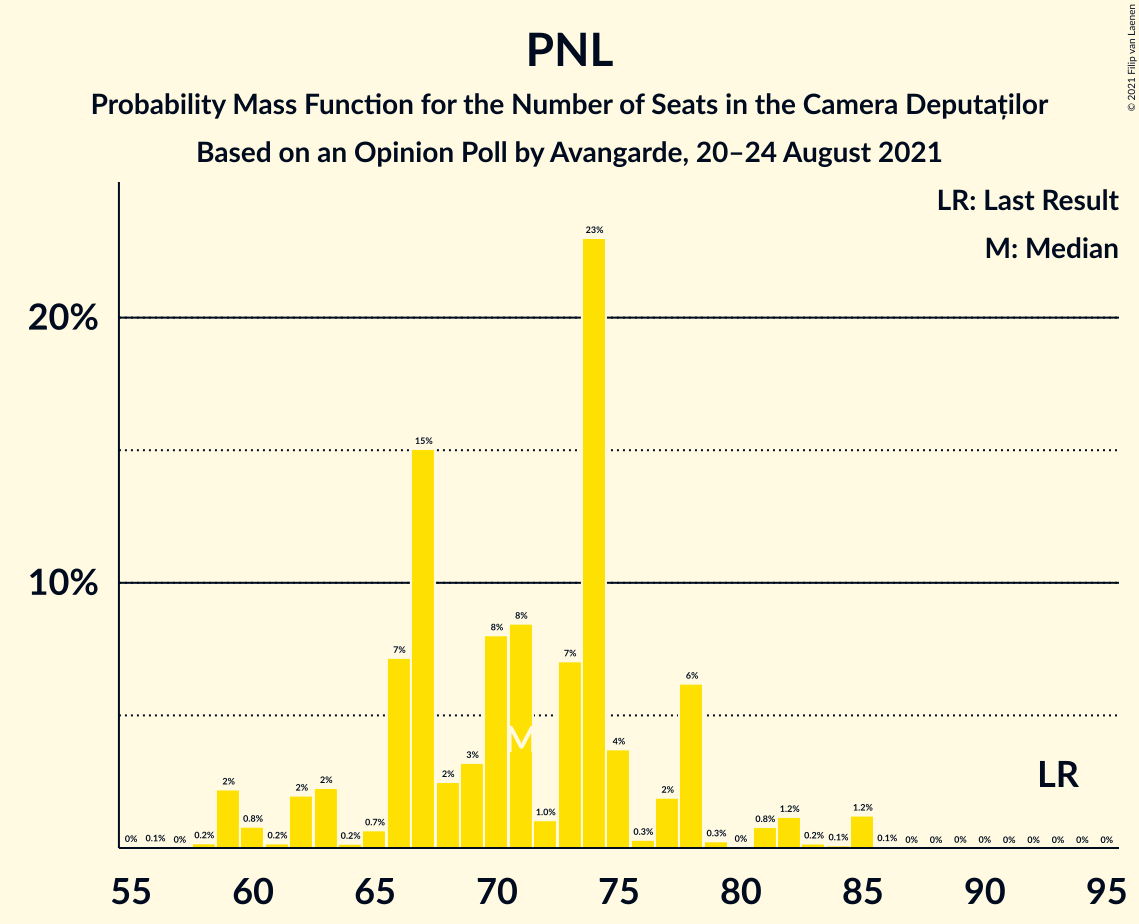 PNL
Probability Mass Function for the Number of Seats in the Camera Deputaților
Based on an Opinion Poll by Avangarde, 20–24 August 2021
© 2021 Filip van Laenen
LR: Last Result
M: Median
20%
10%
0% 0.1% 0% 0.2% 2% 0.8% 0.2% 2% 2% 0.2% 0.7% 7% 15% 2% 3% 8% 8% 1.0% 7% 23% 4% 0.3% 2% 6% 0.3% 0% 0.8% 1.2% 0.2% 0.1% 1.2% 0.1% 0% 0% 0% 0% 0% 0% 0% 0% 0%
M
LR
55 60 65 70 75 80 85 90 95